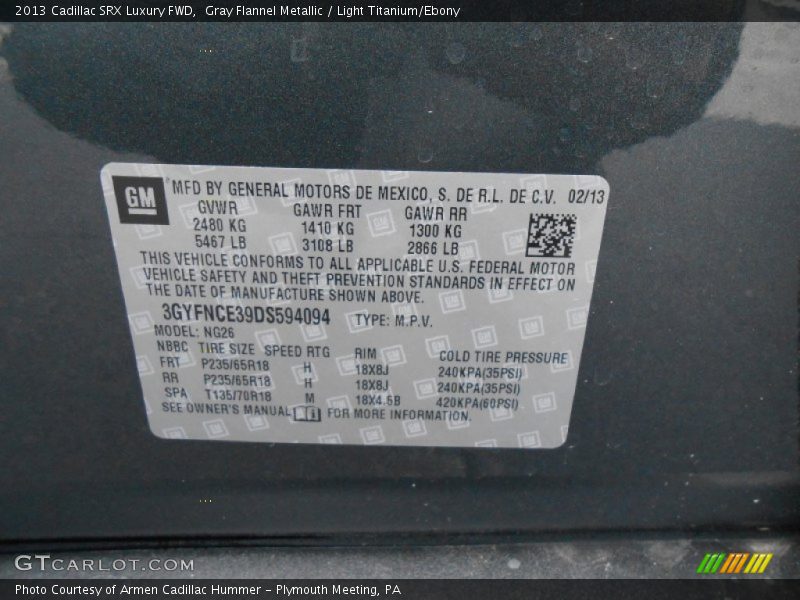 2013 Cadillac SRX Luxury FWD,  Gray Flannel Metallic / Light Titanium/Ebony
GM MFD BY GENERAL MOTORS DE MEXICO, S. DE R.L. DE C.V. 02/13
GVWR GAWR FRT GAWR RR
2480 KG 1410 KG 1300 KG
5467 LB 3108 LB 2866 LB
THIS VEHICLE CONFORMS TO ALL APPLICABLE U.S. FEDERAL MOTOR
VEHICLE SAFETY AND THEFT PREVENTION STANDARDS IN EFFECT ON
THE DATE OF MANUFACTURE SHOWN ABOVE.
3GYFNCE39DS594094 TYPE: M.P.V.
MODEL: NG26
NBBC TIRE SIZE SPEED RTG RIM COLD TIRE PRESSURE
FRT P235/65R18 H 18X8J 240KPA(35PSI)
RR P235/65R18 H 18X8J 240KPA(35PSI)
SPA T135/70R18 M 18X4.5B 420KPA(60PSI)
SEE OWNER'S MANUAL FOR MORE INFORMATION.
GTCARLOT.COM
Photo Courtesy of Armen Cadillac Hummer - Plymouth Meeting, PA